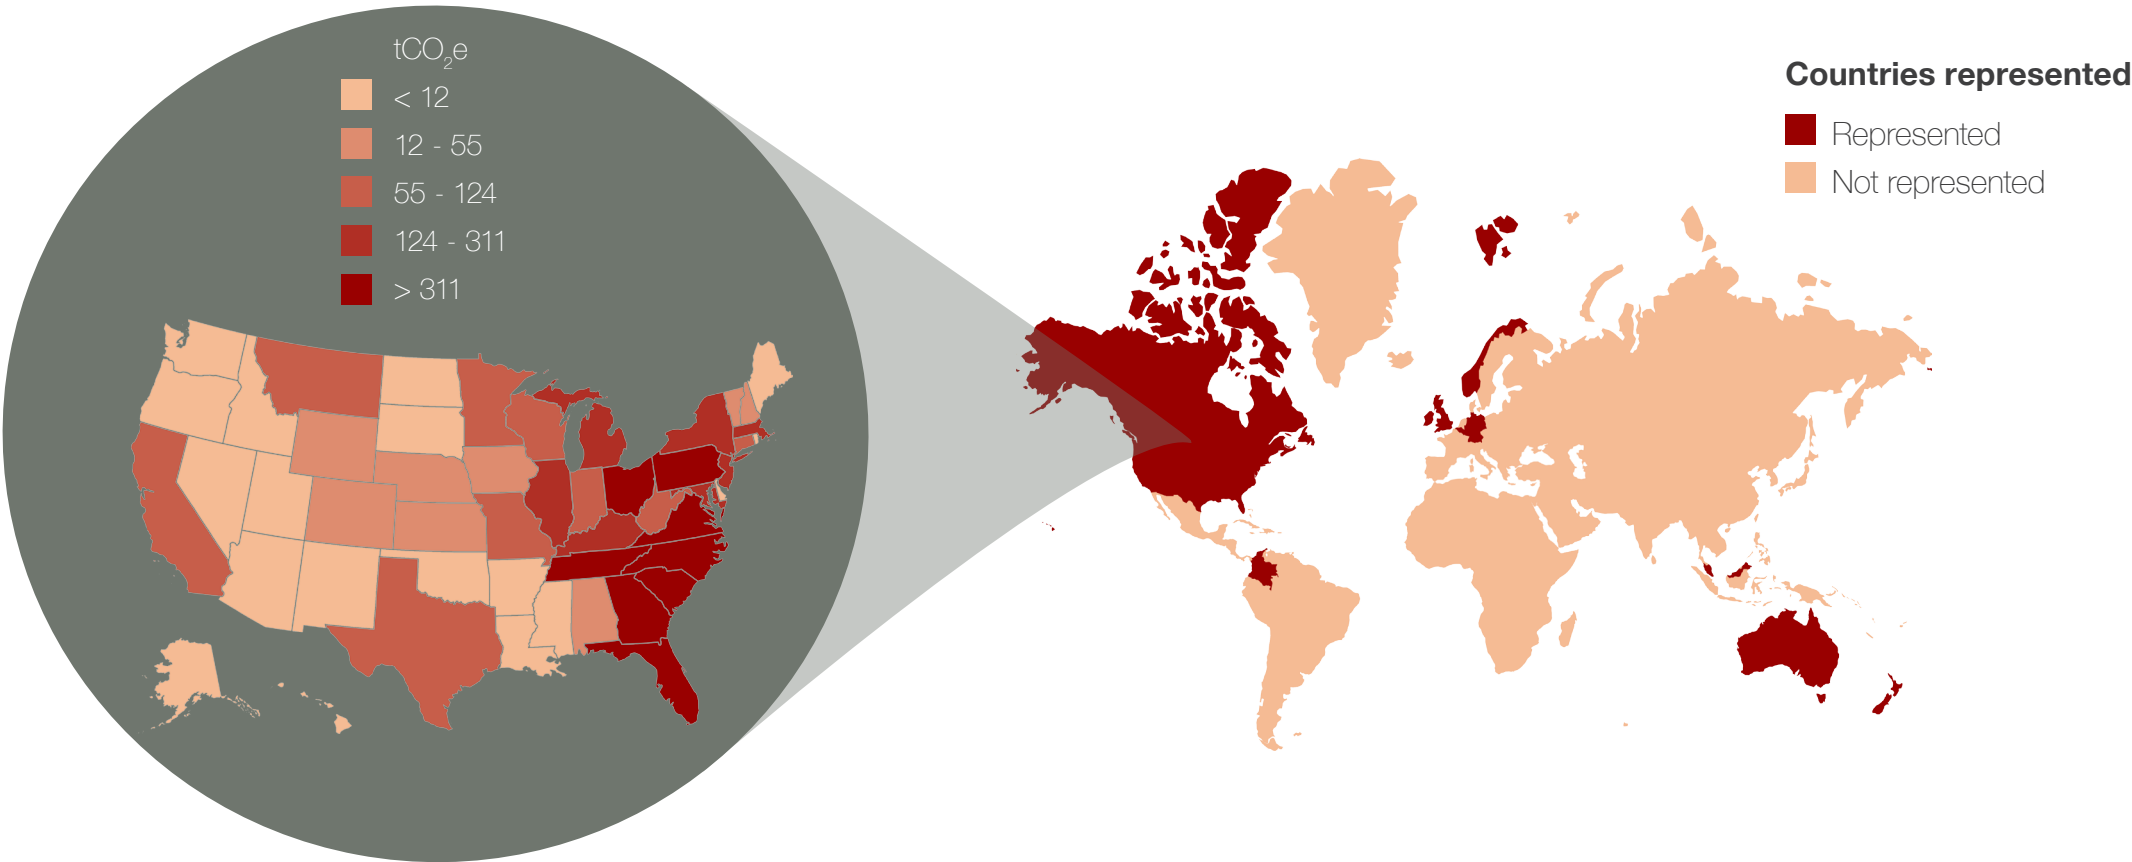 tCO₂e
< 12
12 - 55
55 - 124
124 - 311
> 311
Countries represented
Represented
Not represented